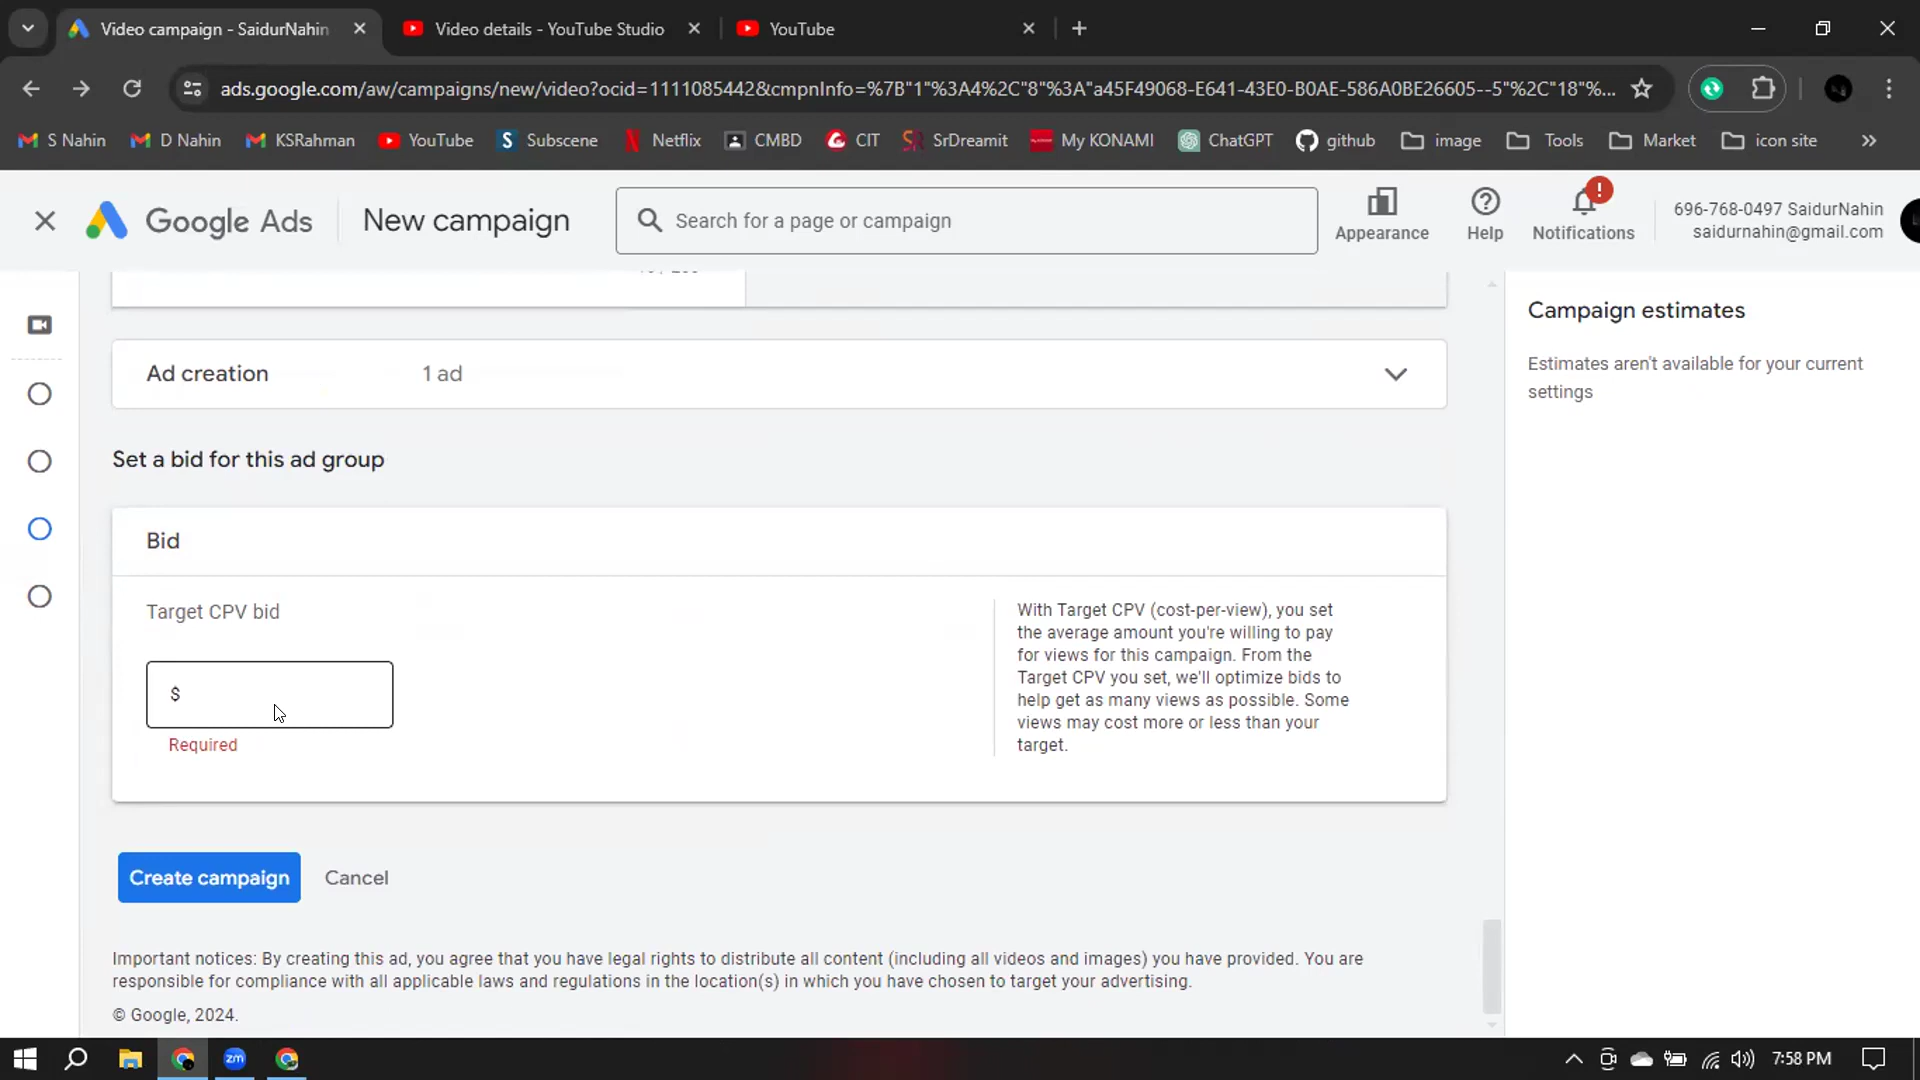 Video campaign - SaidurNahin
Video details - YouTube Studio
YouTube
ads.google.com/aw/campaigns/new/video?ocid=1111085442&cmpnInfo=%7B"1"%3A4%2C"8"%3A"a45F49068-E641-43E0-B0AE-586A0BE26605--5"%2C"18"%...
S Nahin
D Nahin
KSRahman
YouTube
Subscene
Netflix
CMBD
CIT
SrDreamit
My KONAMI
ChatGPT
github
image
Tools
Market
icon site
Google Ads
New campaign
Search for a page or campaign
Appearance
Help
Notifications
696-768-0497 SaidurNahin
saidurnahin@gmail.com
Ad creation
1 ad
Set a bid for this ad group
Bid
Target CPV bid
$
Required
With Target CPV (cost-per-view), you set
the average amount you're willing to pay
for views for this campaign. From the
Target CPV you set, we'll optimize bids to
help get as many views as possible. Some
views may cost more or less than your
target.
Create campaign
Cancel
Important notices: By creating this ad, you agree that you have legal rights to distribute all content (including all videos and images) you have provided. You are
responsible for compliance with all applicable laws and regulations in the location(s) in which you have chosen to target your advertising.
© Google, 2024.
Campaign estimates
Estimates aren't available for your current
settings
zm
7:58 PM